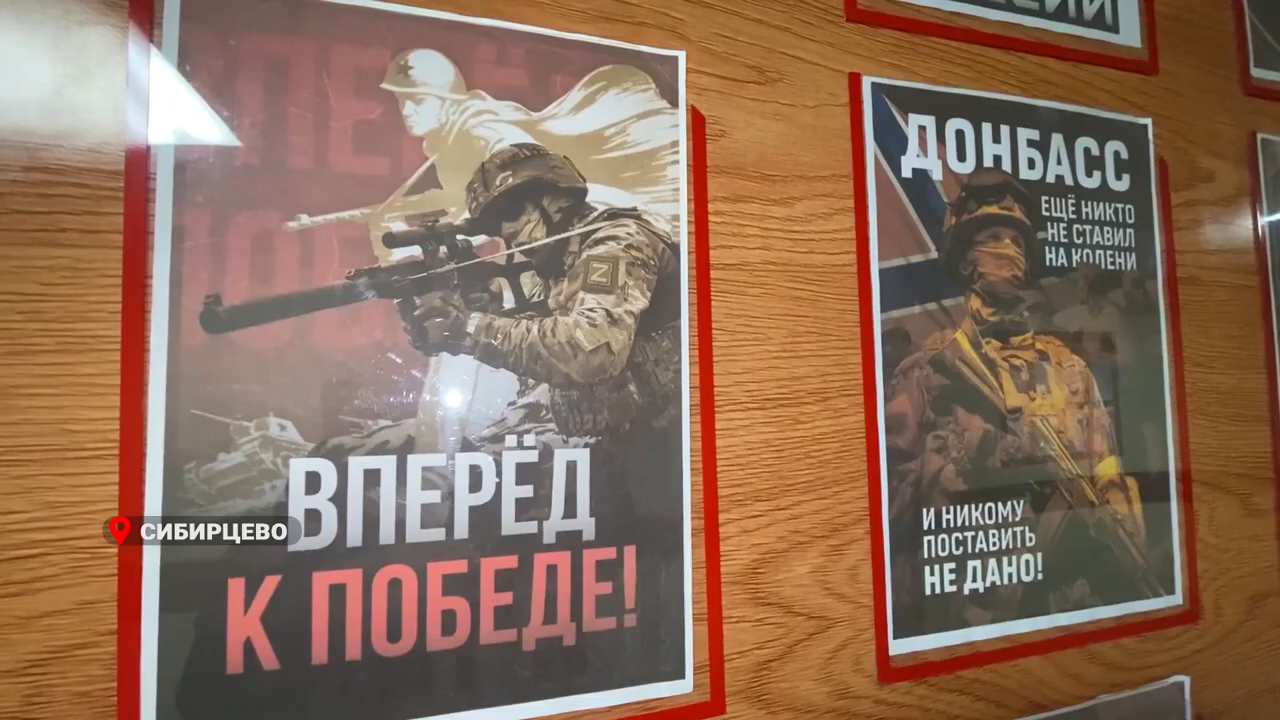 ВПЕРЁД
К ПОБЕДЕ!
Z
СИБИРЦЕВО
ДОНБАСС
ЕЩЁ НИКТО
НЕ СТАВИЛ
НА КОЛЕНИ
И НИКОМУ
ПОСТАВИТЬ
НЕ ДАНО!